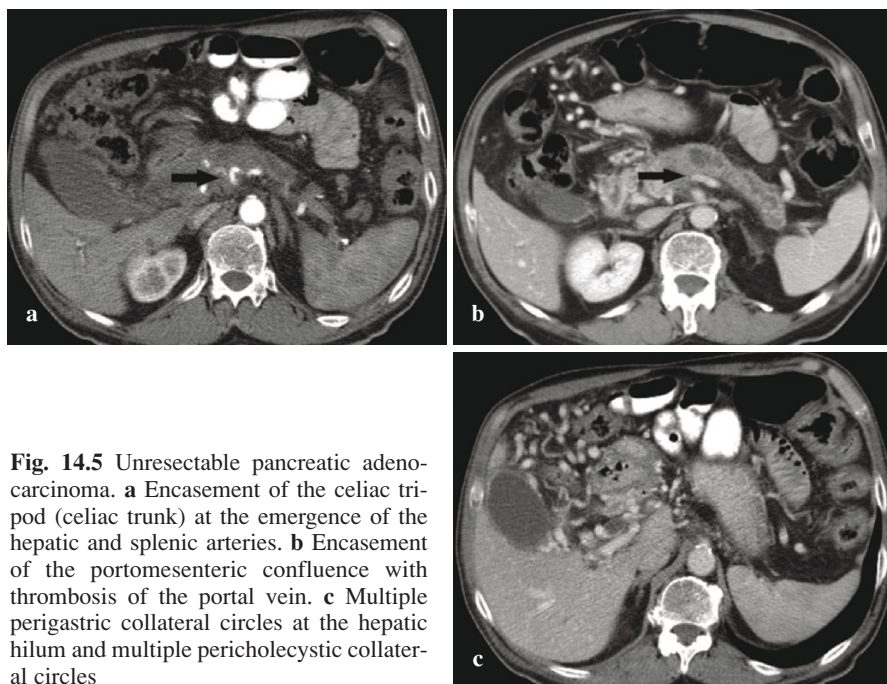 a
b
Fig. 14.5 Unresectable pancreatic adeno-
carcinoma. a Encasement of the celiac tri-
pod (celiac trunk) at the emergence of the
hepatic and splenic arteries. b Encasement
of the portomesenteric confluence with
thrombosis of the portal vein. c Multiple
perigastric collateral circles at the hepatic
hilum and multiple pericholecystic collater-
al circles
c